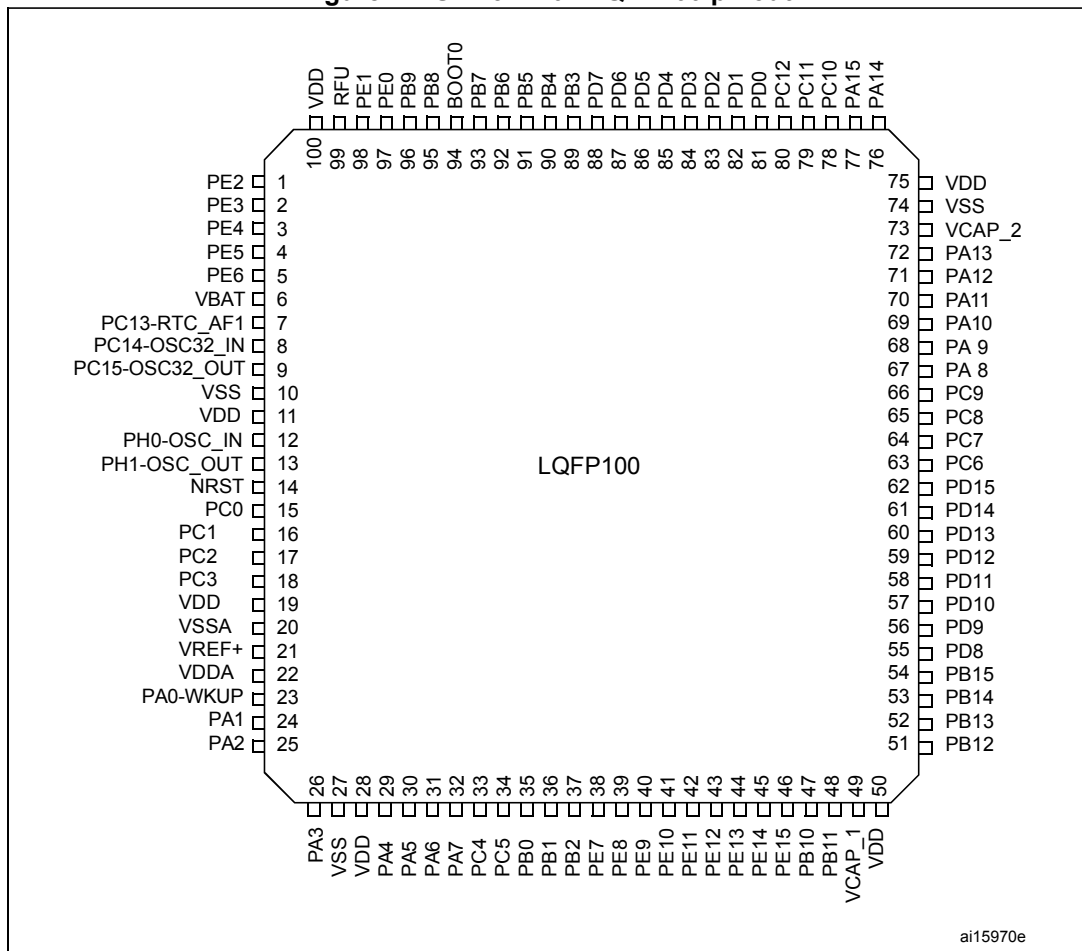 VDD RFU PE1 PE0 PB9 PB8 BOOT0 PB7 PB6 PB5 PB4 PB3 PD7 PD6 PD5 PD4 PD3 PD2 PD1 PD0 PC12 PC11 PC10 PA15 PA14
100 99 98 97 96 95 94 93 92 91 90 89 88 87 86 85 84 83 82 81 80 79 78 77 76
PE2 1 75 VDD
PE3 2 74 VSS
PE4 3 73 VCAP_2
PE5 4 72 PA13
PE6 5 71 PA12
VBAT 6 70 PA11
PC13-RTC_AF1 7 69 PA10
PC14-OSC32_IN 8 68 PA 9
PC15-OSC32_OUT 9 67 PA 8
VSS 10 66 PC9
VDD 11 65 PC8
PH0-OSC_IN 12 64 PC7
PH1-OSC_OUT 13 63 PC6
LQFP100
NRST 14 62 PD15
PC0 15 61 PD14
PC1 16 60 PD13
PC2 17 59 PD12
PC3 18 58 PD11
VDD 19 57 PD10
VSSA 20 56 PD9
VREF+ 21 55 PD8
VDDA 22 54 PB15
PA0-WKUP 23 53 PB14
PA1 24 52 PB13
PA2 25 51 PB12
26 27 28 29 30 31 32 33 34 35 36 37 38 39 40 41 42 43 44 45 46 47 48 49 50
PA3 VSS VDD PA4 PA5 PA6 PA7 PC4 PC5 PB0 PB1 PB2 PE7 PE8 PE9 PE10 PE11 PE12 PE13 PE14 PE15 PB10 PB11 VCAP_1 VDD
ai15970e